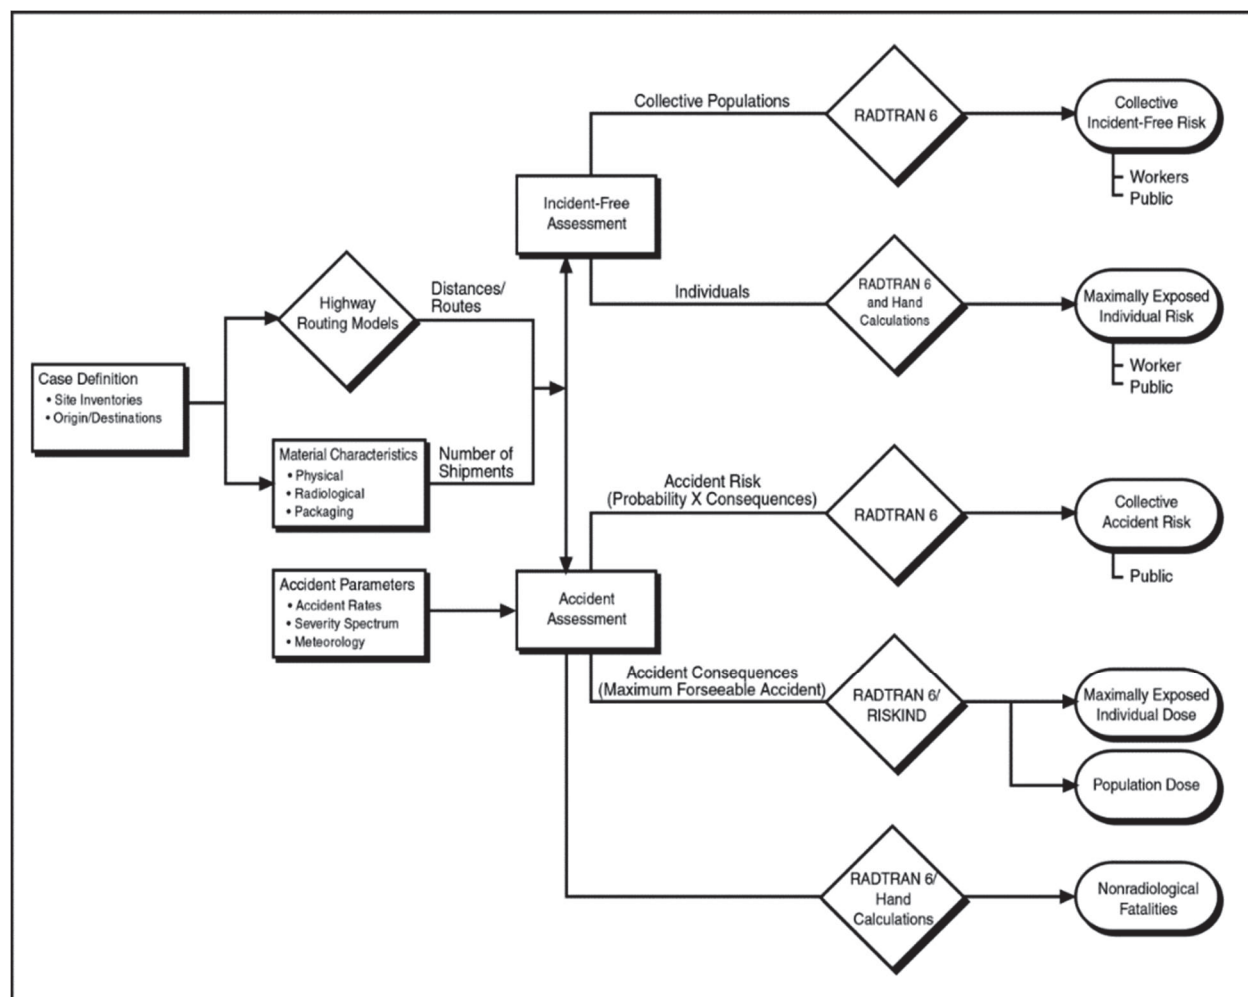 Case Definition
• Site Inventories
• Origin/Destinations
Highway
Routing Models
Distances/
Routes
Material Characteristics
• Physical
• Radiological
• Packaging
Number of
Shipments
Accident Parameters
• Accident Rates
• Severity Spectrum
• Meteorology
Incident-Free
Assessment
Accident
Assessment
Collective Populations
RADTRAN 6
Collective
Incident-Free Risk
Workers
Public
Individuals
RADTRAN 6
and Hand
Calculations
Maximally Exposed
Individual Risk
Worker
Public
Accident Risk
(Probability X Consequences)
RADTRAN 6
Collective
Accident Risk
Public
Accident Consequences
(Maximum Forseeable Accident)
RADTRAN 6/
RISKIND
Maximally Exposed
Individual Dose
Population Dose
RADTRAN 6/
Hand
Calculations
Nonradiological
Fatalities